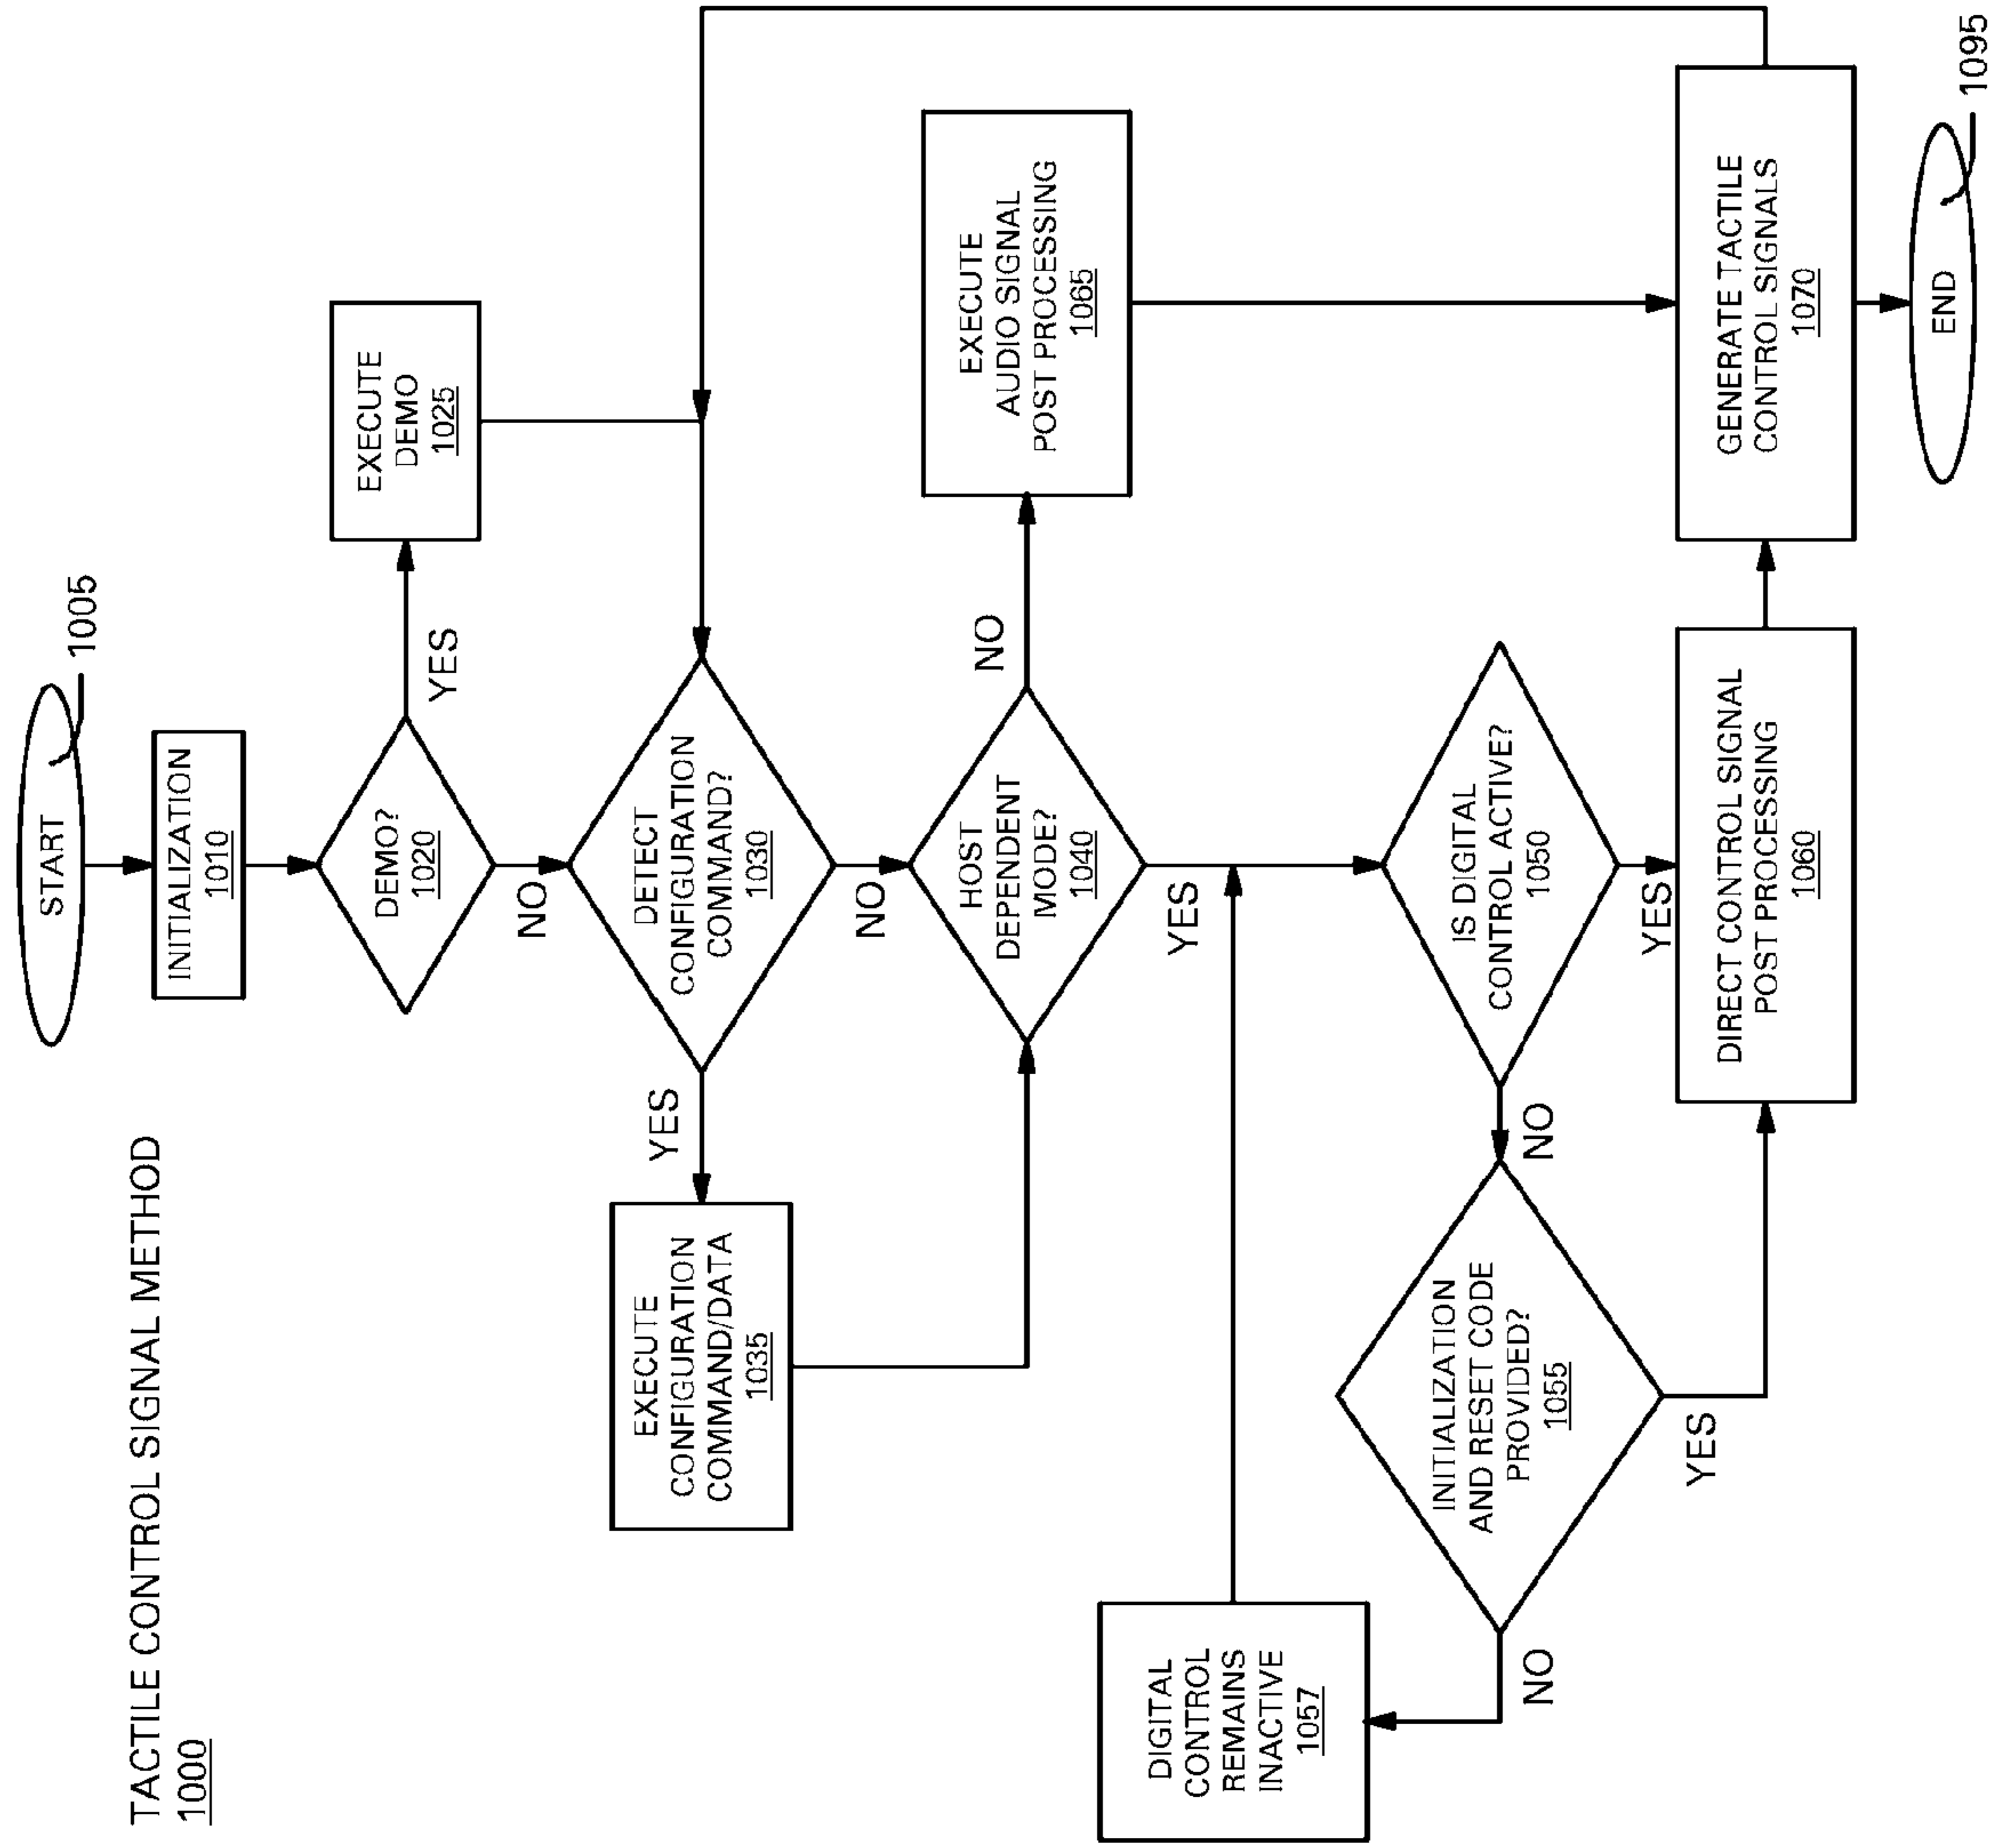 TACTILE CONTROL SIGNAL METHOD
1000
START
1005
INITIALIZATION
1010
DEMO?
1020
YES
EXECUTE
DEMO
1025
NO
DETECT
CONFIGURATION
COMMAND?
1030
YES
EXECUTE
CONFIGURATION
COMMAND/DATA
1035
NO
HOST
DEPENDENT
MODE?
1040
NO
EXECUTE
AUDIO SIGNAL
POST PROCESSING
1065
YES
IS DIGITAL
CONTROL ACTIVE?
1050
NO
INITIALIZATION
AND RESET CODE
PROVIDED?
1055
NO
DIGITAL
CONTROL
REMAINS
INACTIVE
1057
YES
YES
DIRECT CONTROL SIGNAL
POST PROCESSING
1060
GENERATE TACTILE
CONTROL SIGNALS
1070
END
1095